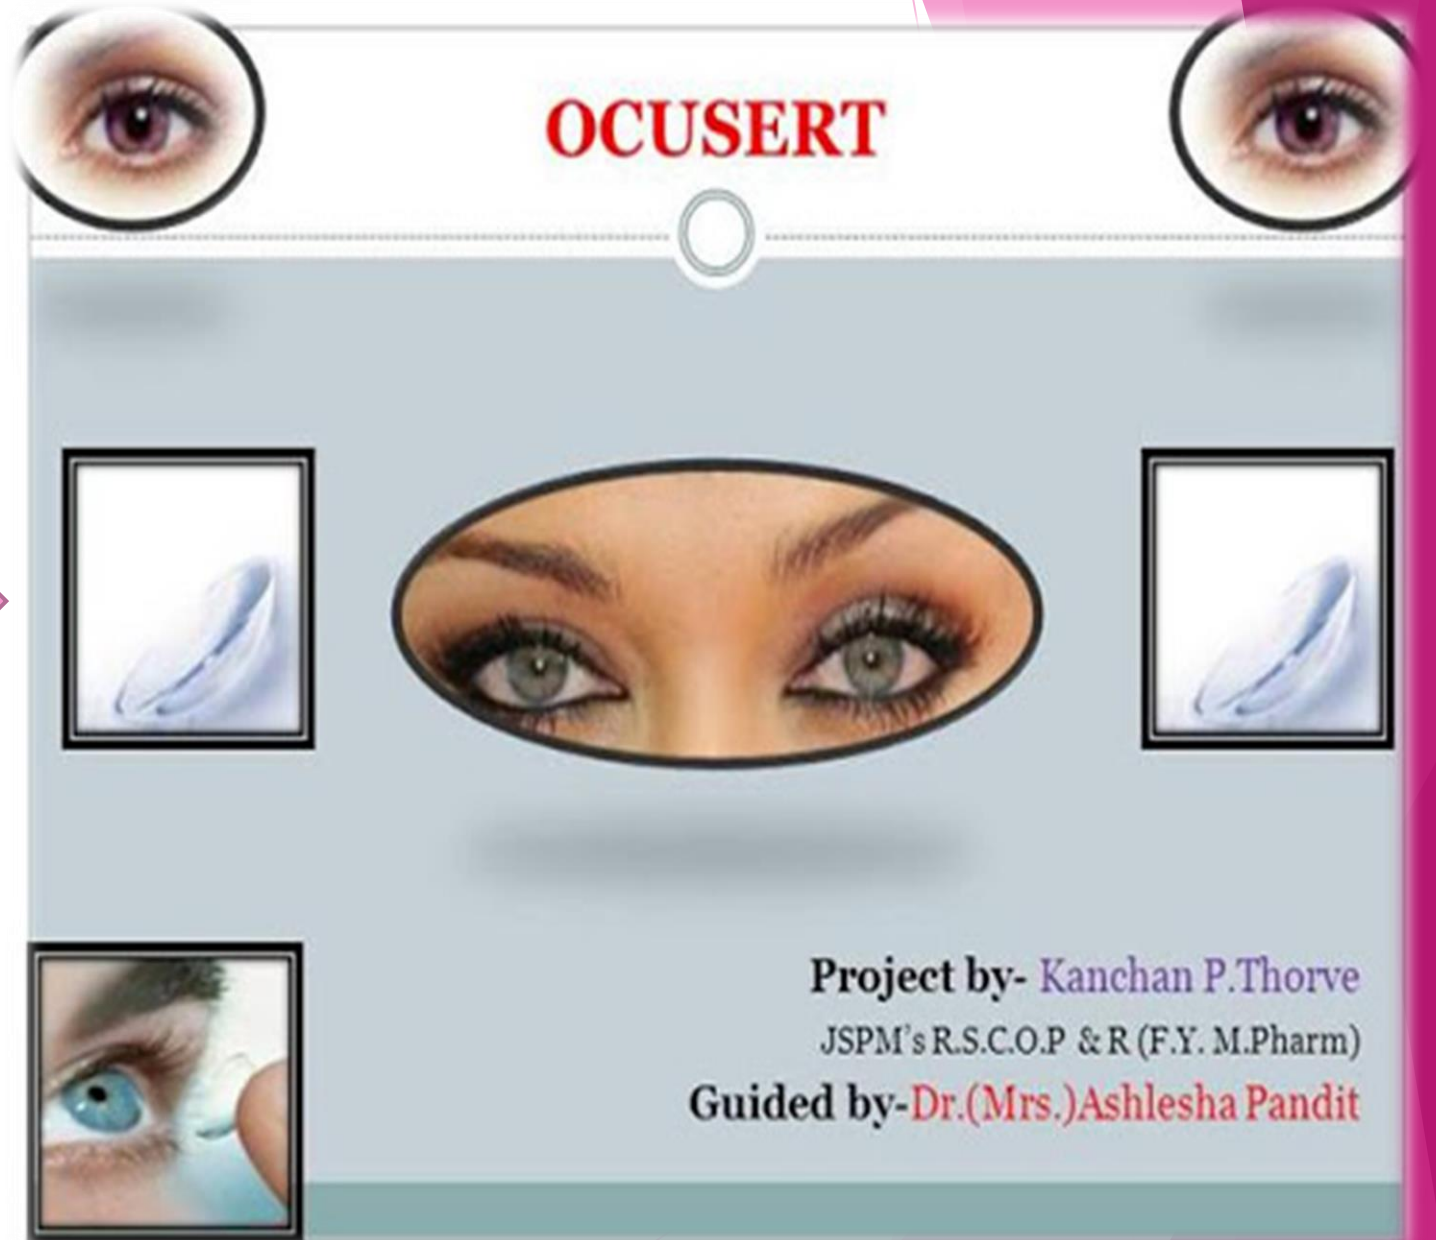 OCUSERT
Project by- Kanchan P.Thorve
JSPM's R.S.C.O.P & R (F.Y. M.Pharm)
Guided by-Dr.(Mrs.)Ashlesha Pandit